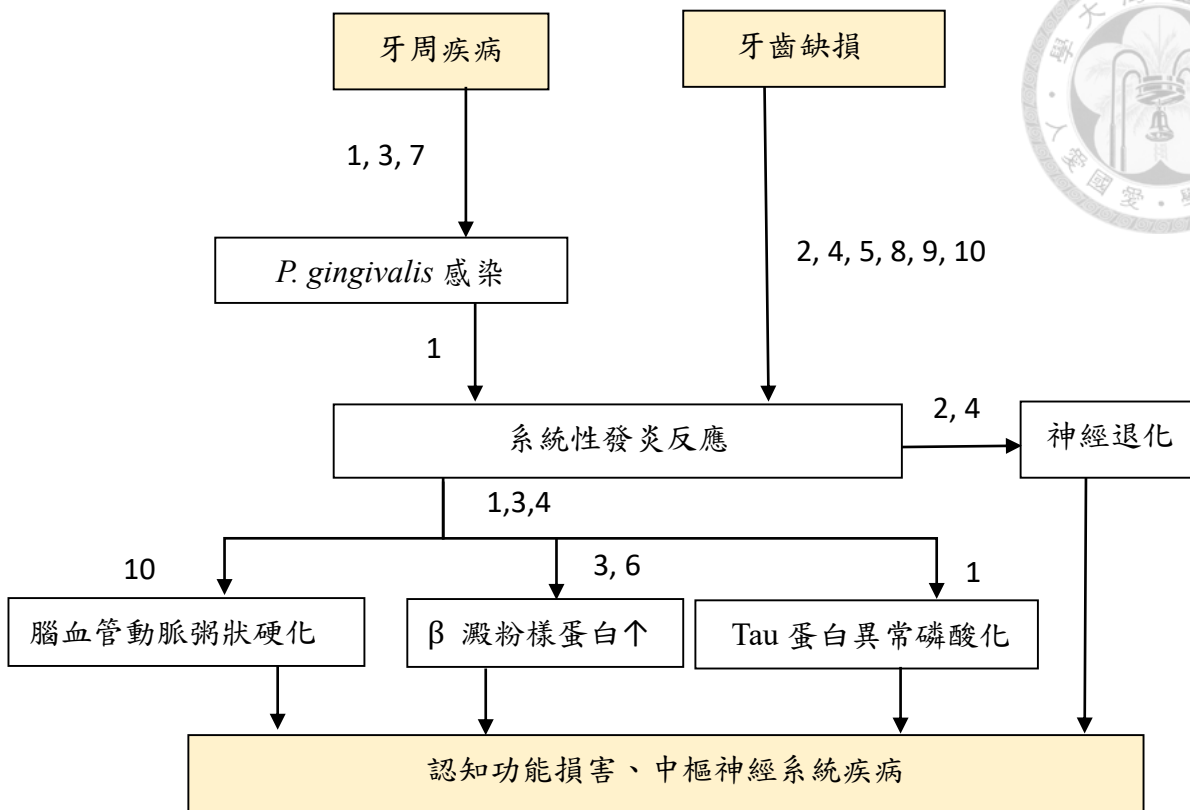 牙周疾病
牙齒缺損
1, 3, 7
2, 4, 5, 8, 9, 10
P. gingivalis 感染
1
2, 4
系統性發炎反應
神經退化
1,3,4
10
3, 6
1
腦血管動脈粥狀硬化
β 澱粉樣蛋白↑
Tau 蛋白異常磷酸化
認知功能損害、中樞神經系統疾病